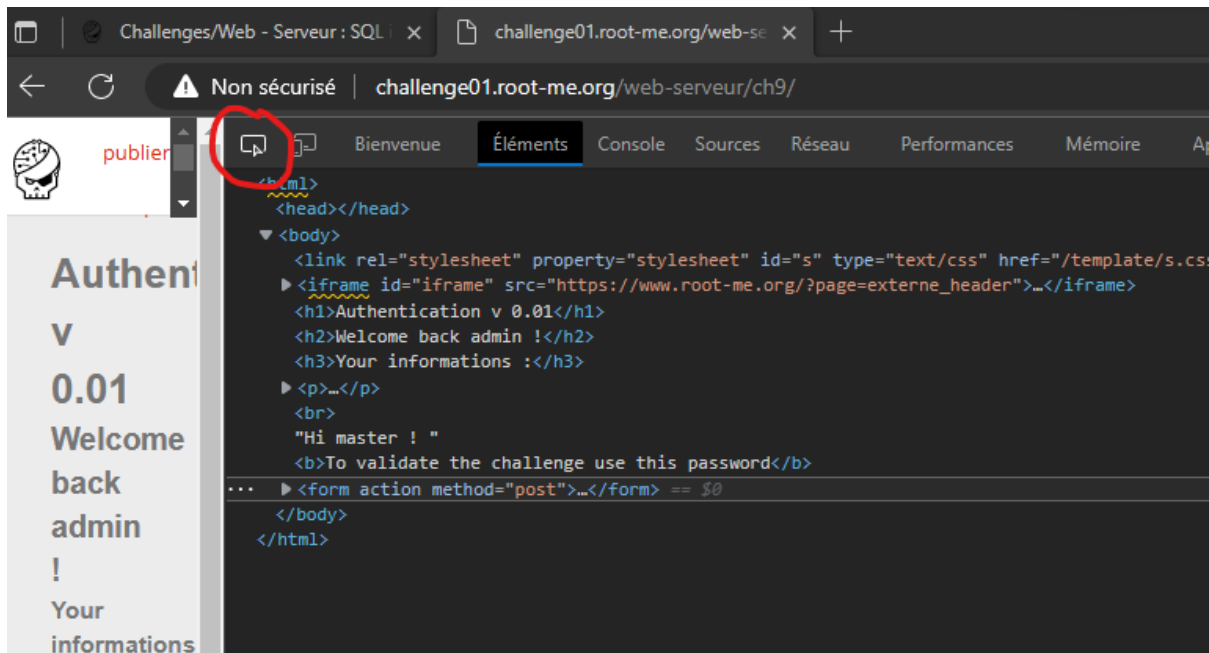 Challenges/Web - Serveur : SQL i
challenge01.root-me.org/web-se
Non sécurisé | challenge01.root-me.org/web-serveur/ch9/
publier
Bienvenue Éléments Console Sources Réseau Performances Mémoire Ap
<html>
<head></head>
<body>
<link rel="stylesheet" property="stylesheet" id="s" type="text/css" href="/template/s.css
<iframe id="iframe" src="https://www.root-me.org/?page=externe_header">…</iframe>
<h1>Authentication v 0.01</h1>
<h2>Welcome back admin !</h2>
<h3>Your informations :</h3>
<p>…</p>
<br>
"Hi master ! "
<b>To validate the challenge use this password</b>
... <form action method="post">…</form> == $0
</body>
</html>
Authent
v
0.01
Welcome
back
admin
!
Your
informations